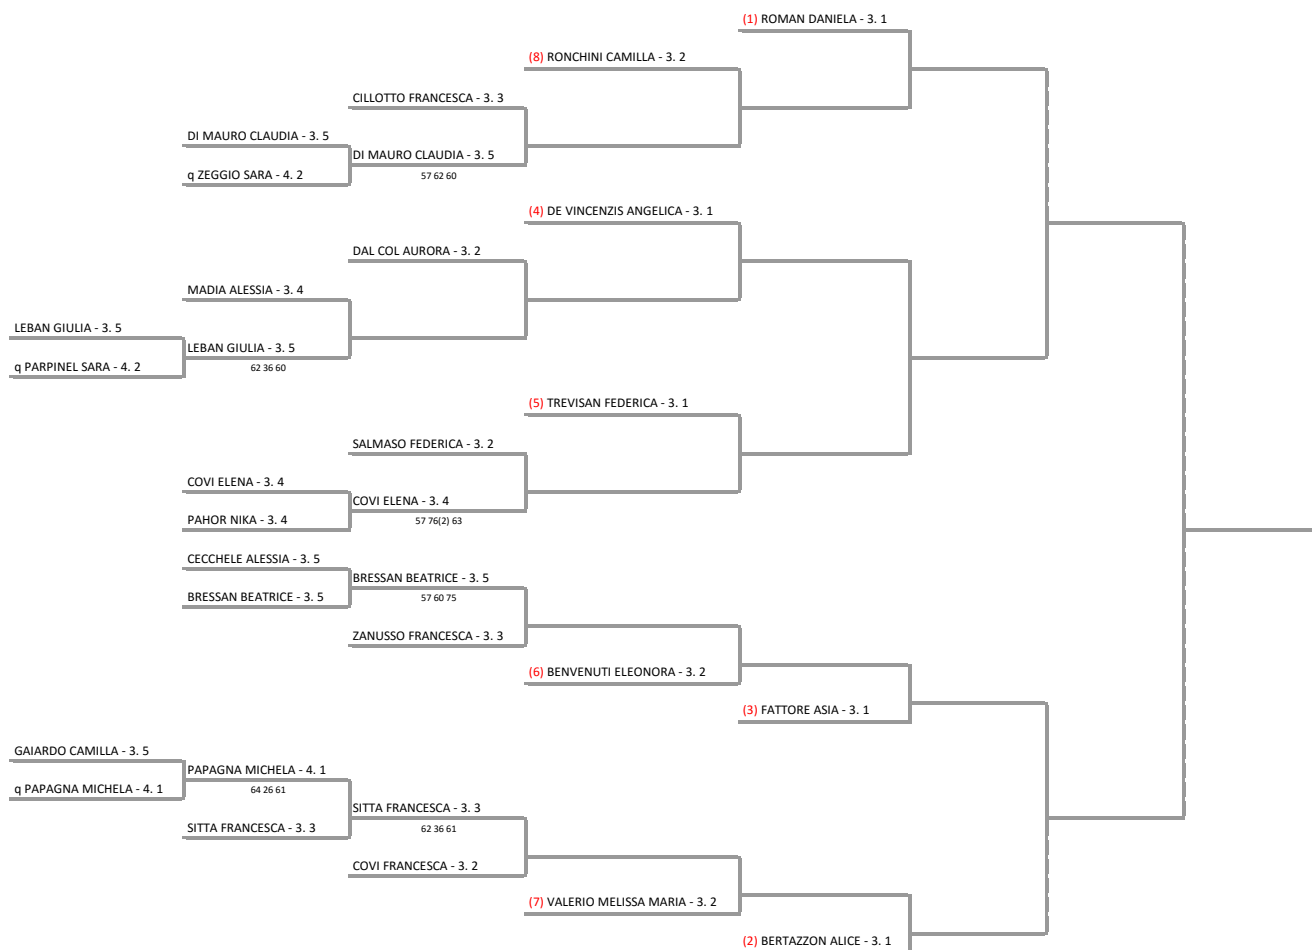 (1) ROMAN DANIELA - 3. 1
(8) RONCHINI CAMILLA - 3. 2
CILLOTTO FRANCESCA - 3. 3
DI MAURO CLAUDIA - 3. 5
DI MAURO CLAUDIA - 3. 5
q ZEGGIO SARA - 4. 2
57 62 60
(4) DE VINCENZIS ANGELICA - 3. 1
DAL COL AURORA - 3. 2
MADIA ALESSIA - 3. 4
LEBAN GIULIA - 3. 5
LEBAN GIULIA - 3. 5
q PARPINEL SARA - 4. 2
62 36 60
(5) TREVISAN FEDERICA - 3. 1
SALMASO FEDERICA - 3. 2
COVI ELENA - 3. 4
COVI ELENA - 3. 4
PAHOR NIKA - 3. 4
57 76(2) 63
CECCHELE ALESSIA - 3. 5
BRESSAN BEATRICE - 3. 5
BRESSAN BEATRICE - 3. 5
57 60 75
ZANUSSO FRANCESCA - 3. 3
(6) BENVENUTI ELEONORA - 3. 2
(3) FATTORE ASIA - 3. 1
GAIARDO CAMILLA - 3. 5
PAPAGNA MICHELA - 4. 1
q PAPAGNA MICHELA - 4. 1
64 26 61
SITTA FRANCESCA - 3. 3
SITTA FRANCESCA - 3. 3
62 36 61
COVI FRANCESCA - 3. 2
(7) VALERIO MELISSA MARIA - 3. 2
(2) BERTAZZON ALICE - 3. 1